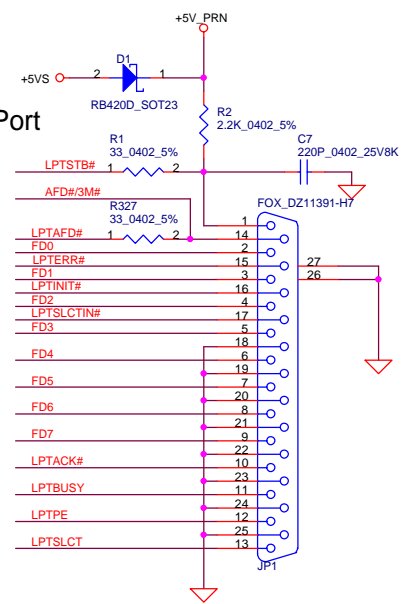 +5V_PRN
D1
+5VS 2 1
RB420D_SOT23
Port
R2
2.2K_0402_5%
R1
33_0402_5%
C7
220P_0402_25V8K
LPTSTB# 1 2
AFD#/3M#
R327
33_0402_5%
FOX_DZ11391-H7
1
LPTAFD# 1 2 14
FD0 2
LPTERR# 15 27
FD1 3 26
LPTINIT# 16
FD2 4
LPTSLCTIN# 17
FD3 5
18
FD4 6
19
FD5 7
20
FD6 8
21
FD7 9
22
LPTACK# 10
23
LPTBUSY 11
24
LPTPE 12
25
LPTSLCT 13
JP1